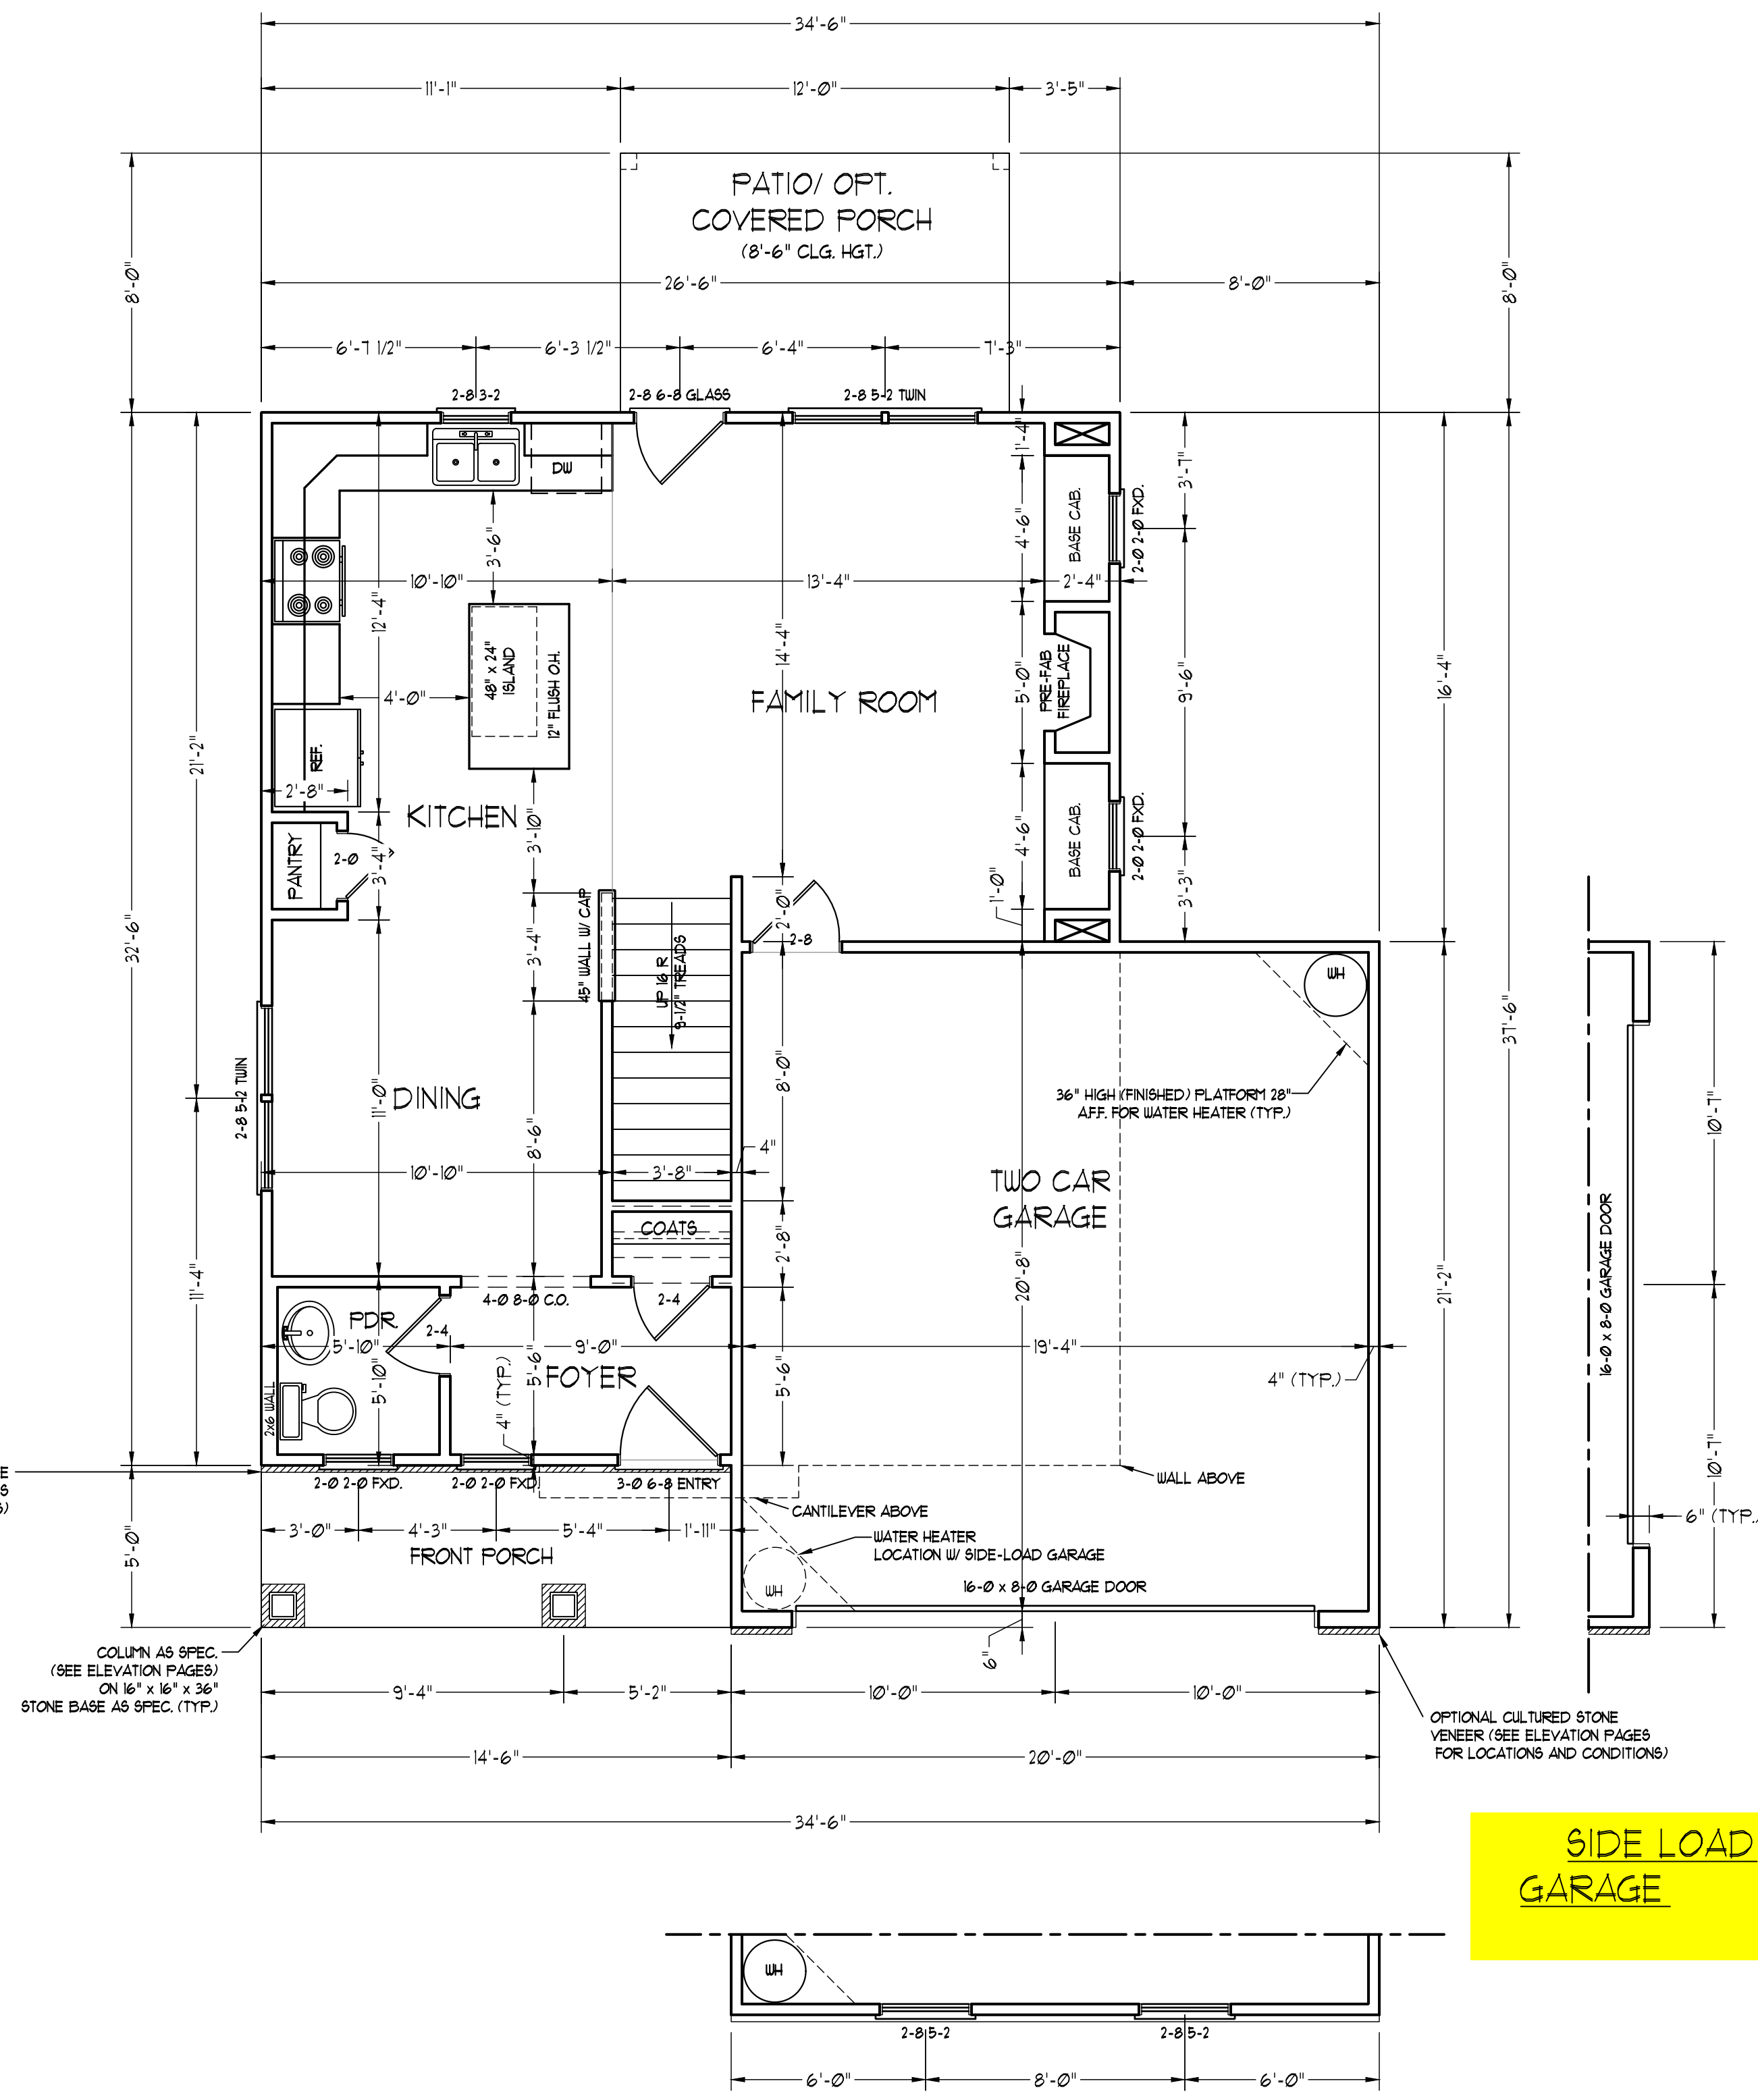 34'-6"
11'-1"
12'-0"
3'-5"
PATIO/ OPT.
COVERED PORCH
(8'-6" CLG. HGT.)
8'-0"
8'-0"
26'-6"
8'-0"
6'-7 1/2"
6'-3 1/2"
6'-4"
7'-3"
2-8 3-2
2-8 6-8 GLASS
2-8 5-2 TWIN
DW
1'-4"
3'-7"
BASE CAB.
4'-6"
2-0 2-0 FXD.
3'-6"
10'-10"
13'-4"
2'-4"
12'-4"
14'-4"
48" x 24"
ISLAND
12" FLUSH O.H.
4'-0"
FAMILY ROOM
5'-0"
PRE-FAB
FIREPLACE
9'-6"
16'-4"
21'-2"
REF.
2'-8"
KITCHEN
3'-10"
4'-6"
BASE CAB.
2-0 2-0 FXD.
PANTRY
2-0
3'-4"
3'-3"
1'-0"
2'-0"
2-8
32'-6"
45" WALL W/ CAP
3'-4"
UP 16 R
9-1/2" TREADS
WH
37'-6"
2-8 5-2 TWIN
DINING
11'-0"
8'-6"
8'-0"
36" HIGH (FINISHED) PLATFORM 28"
A.F.F. FOR WATER HEATER (TYP.)
10'-7"
10'-10"
3'-8"
4"
TWO CAR
GARAGE
COATS
2'-8"
16-0 x 8-0 GARAGE DOOR
11'-4"
20'-8"
21'-2"
4-0 8-0 C.O.
2-4
PDR.
2-4
5'-10"
9'-0"
19'-4"
5'-10"
5'-6"
FOYER
4" (TYP.)
5'-6"
4" (TYP.)
2x6 WALL
10'-7"
E
S
S)
2-0 2-0 FXD.
2-0 2-0 FXD.
3-0 6-8 ENTRY
WALL ABOVE
CANTILEVER ABOVE
6" (TYP.)
3'-0"
4'-3"
5'-4"
1'-11"
5'-0"
FRONT PORCH
WATER HEATER
LOCATION W/ SIDE-LOAD GARAGE
WH
16-0 x 8-0 GARAGE DOOR
6"
COLUMN AS SPEC.
(SEE ELEVATION PAGES)
ON 16" x 16" x 36"
STONE BASE AS SPEC. (TYP.)
9'-4"
5'-2"
10'-0"
10'-0"
OPTIONAL CULTURED STONE
VENEER (SEE ELEVATION PAGES
FOR LOCATIONS AND CONDITIONS)
14'-6"
20'-0"
34'-6"
SIDE LOAD
GARAGE
WH
2-8 5-2
2-8 5-2
6'-0"
8'-0"
6'-0"